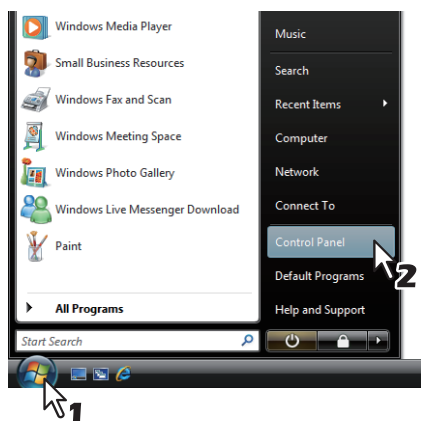 Windows Media Player
Small Business Resources
Windows Fax and Scan
Windows Meeting Space
Windows Photo Gallery
Windows Live Messenger Download
Paint
All Programs
Start Search
Music
Search
Recent Items
Computer
Network
Connect To
Control Panel
2
Default Programs
Help and Support
1